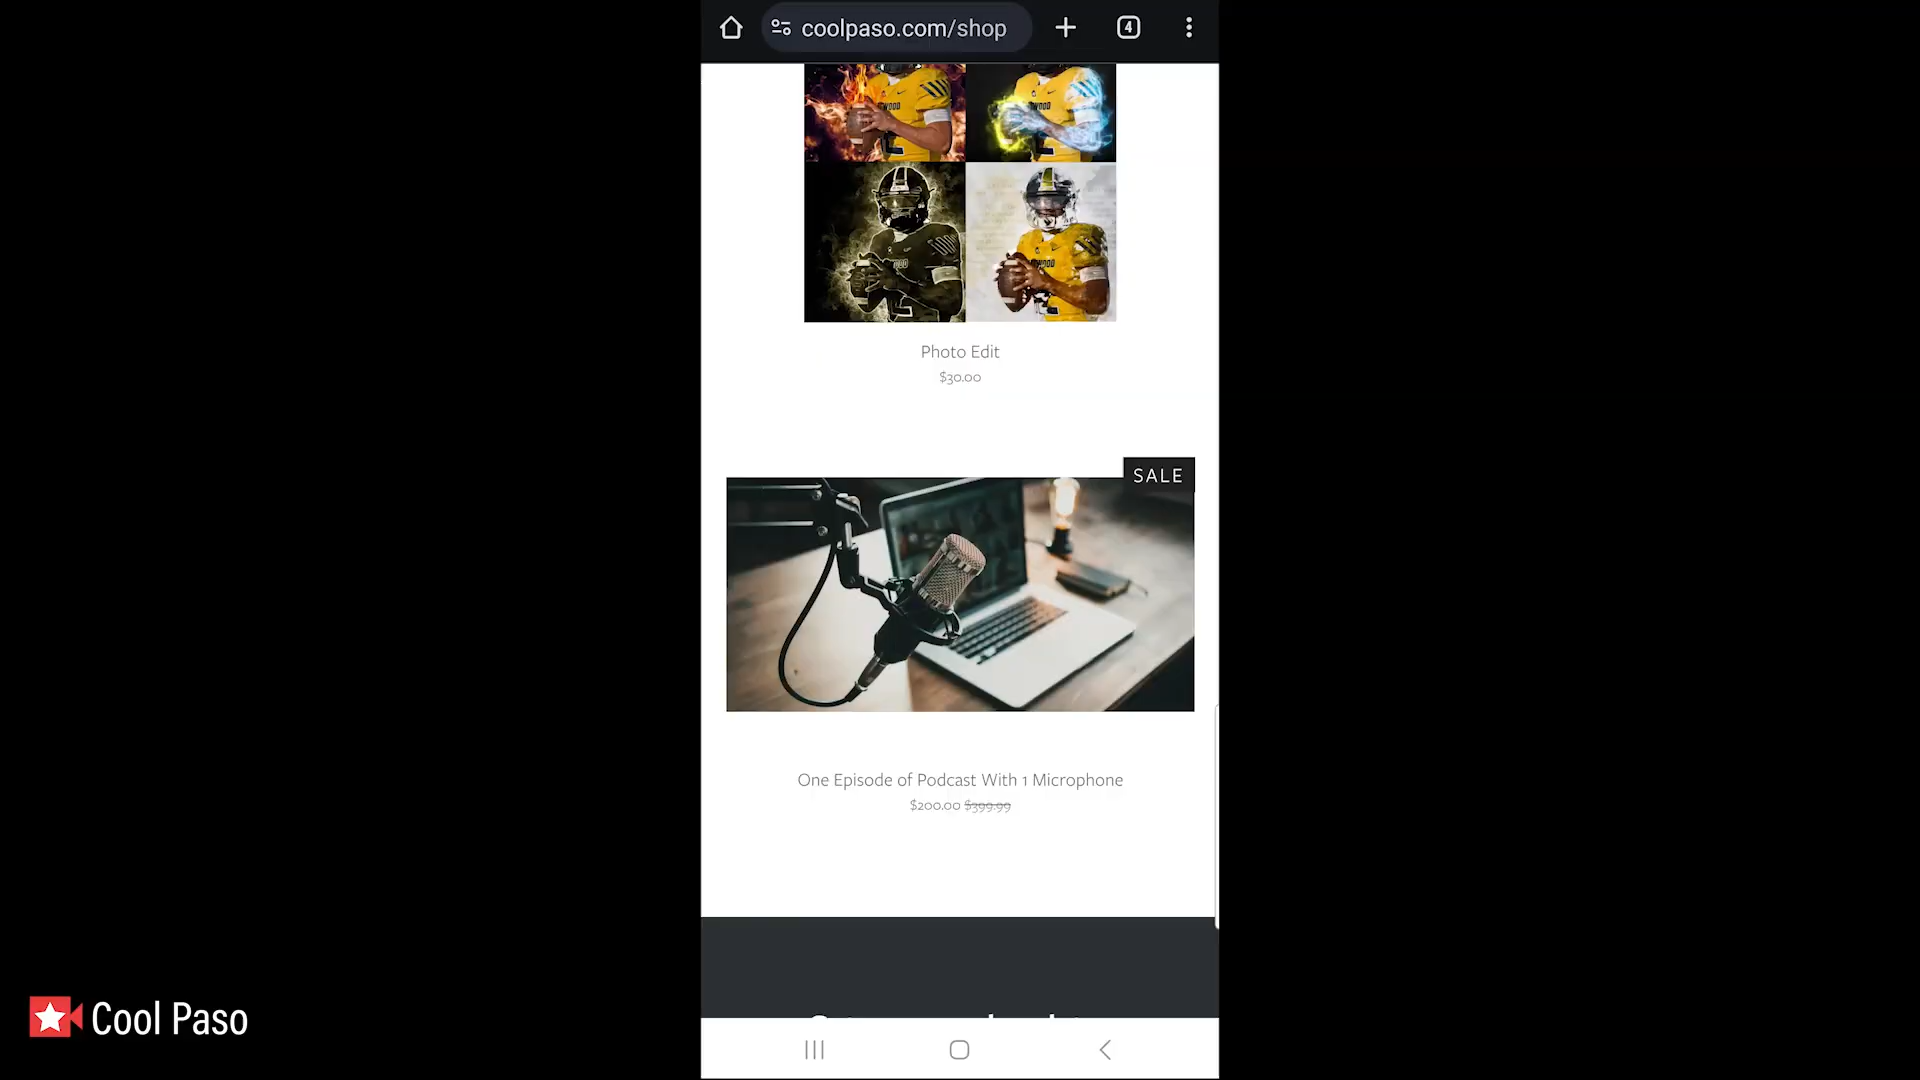 coolpaso.com/shop
4
Photo Edit
$30.00
SALE
One Episode of Podcast With 1 Microphone
$200.00 $399.99
Cool Paso